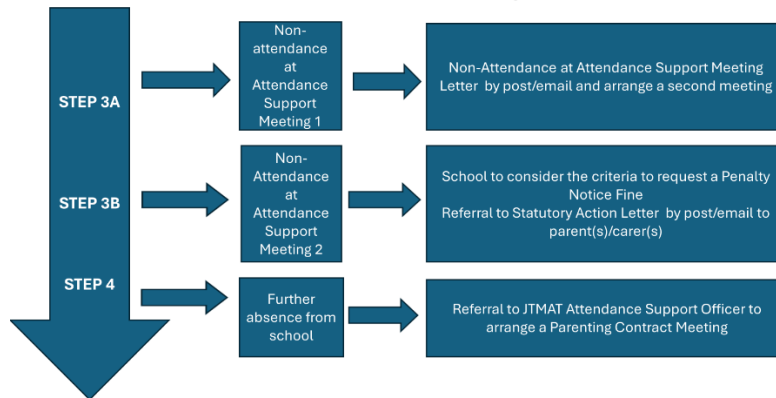 STEP 3A
Non-
attendance
at
Attendance
Support
Meeting 1
Non-Attendance at Attendance Support Meeting
Letter by post/email and arrange a second meeting
STEP 3B
Non-
Attendance
at
Attendance
Support
Meeting 2
School to consider the criteria to request a Penalty
Notice Fine
Referral to Statutory Action Letter by post/email to
parent(s)/carer(s)
STEP 4
Further
absence from
school
Referral to JTMAT Attendance Support Officer to
arrange a Parenting Contract Meeting